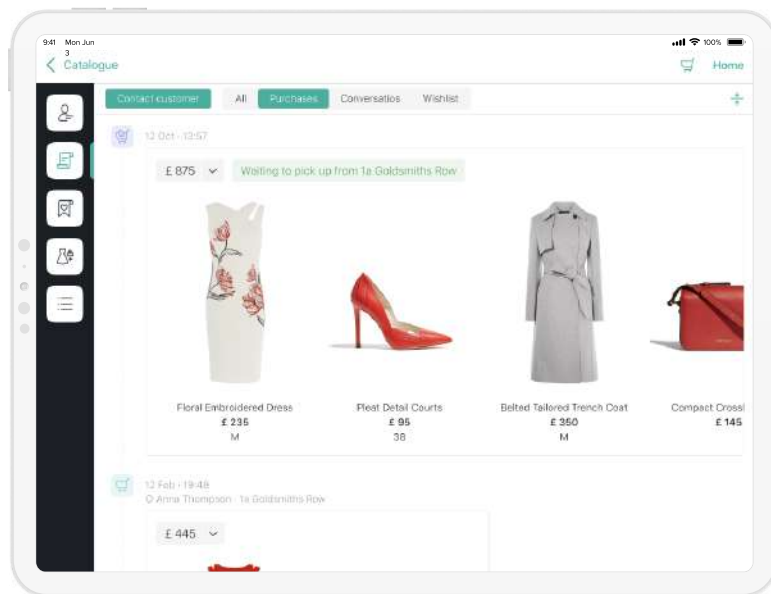 9:41 Mon Jun
3
100%
Catalogue
Home
Contact customer
All
Purchases
Conversatios
Wishlist
12 Oct - 13:57
£ 875
Waiting to pick up from 1a Goldsmiths Row
Floral Embroidered Dress
£ 235
M
Pleat Detail Courts
£ 95
38
Belted Tailored Trench Coat
£ 350
M
Compact Crossl
£ 145
12 Feb - 19:48
Anna Thompson - 1a Goldsmiths Row
£ 445